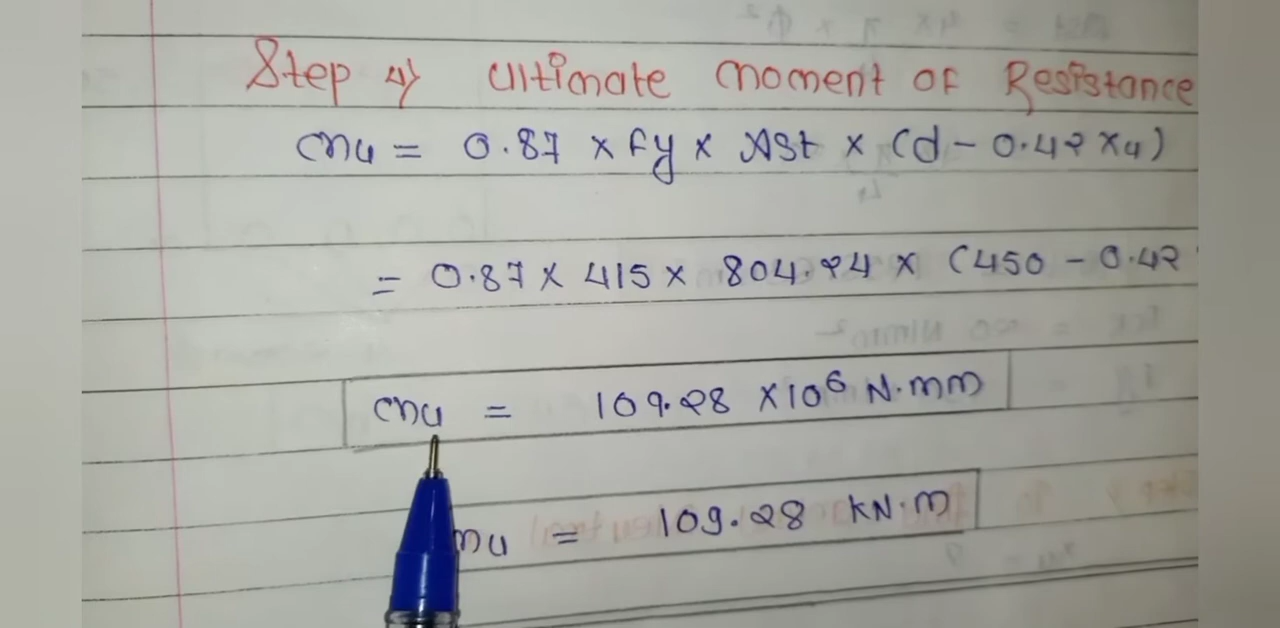 Step 4) Ultimate moment of Resistance
Mu = 0.87 x fy x Ast x (d - 0.42 Xu)
= 0.87 x 415 x 804.24 x (450 - 0.42
Mu = 109.28 x 10⁶ N.mm
Mu = 109.28 kN.m